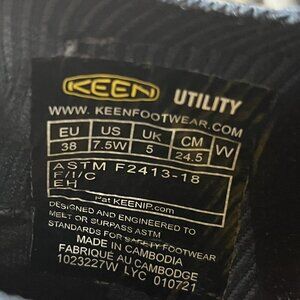 KEEN UTILITY
WWW.KEENFOOTWEAR.COM
EU US UK CM W
38 7.5W 5 24.5
ASTM F2413-18
F/I/C
EH
Pat KEENIP.com
DESIGNED AND ENGINEERED TO
MELT OR SURPASS ASTM
STANDARDS FOR SAFETY FOOTWEAR
MADE IN CAMBODIA
FABRIQUÉ AU CAMBODGE
1023227W LYC 010721